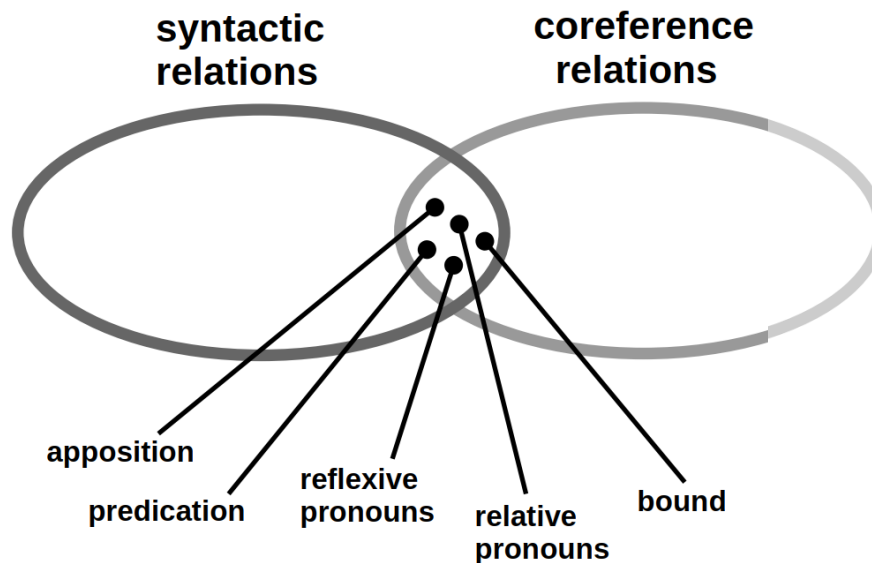 syntactic
relations
coreference
relations
apposition
predication
reflexive
pronouns
relative
pronouns
bound